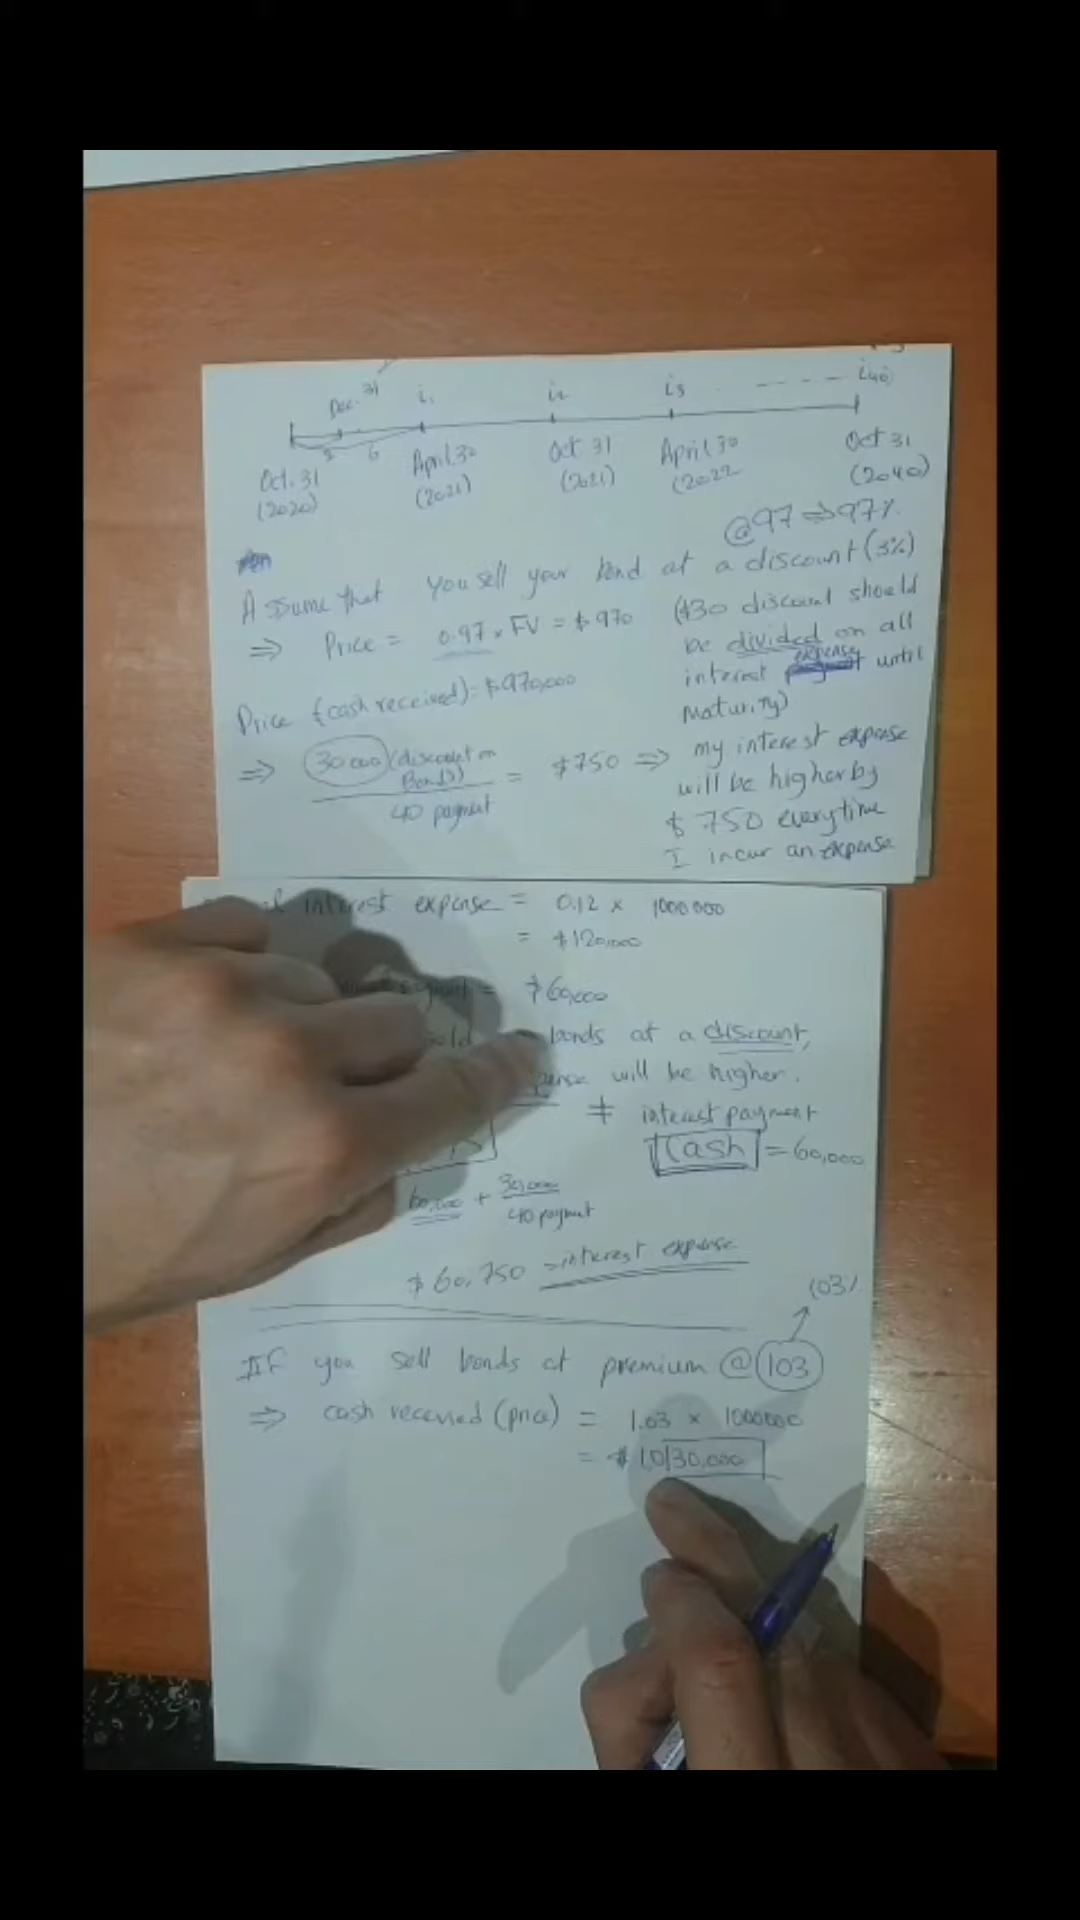 Dec. 31 i1 i2 i3 - - - - i40
2 6
Oct. 31 April 30 Oct 31 April 30 Oct 31
(2020) (2021) (2021) (2022 (2040)
@97 => 97%
Assume that you sell your bond at a discount (3%)
=> Price = 0.97 x FV = $970 ($30 discount should
be divided on all
interest expense until
maturity)
Price (cash received) = $970,000
=> 30000 (discount on Bonds) / 40 payment = $750 => my interest expense
will be higher by
$ 750 everytime
I incur an expense
interest expense = 0.12 x 1000000
= $120,000
= $60,000
sold bonds at a discount,
will be higher.
≠ interest payment
Cash = 60,000
60,000 + 30,000 / 40 payment
$ 60,750 = interest expense
103%
If you sell bonds at premium @ 103
=> cash received (price) = 1.03 x 1000000
= $ 1,030,000